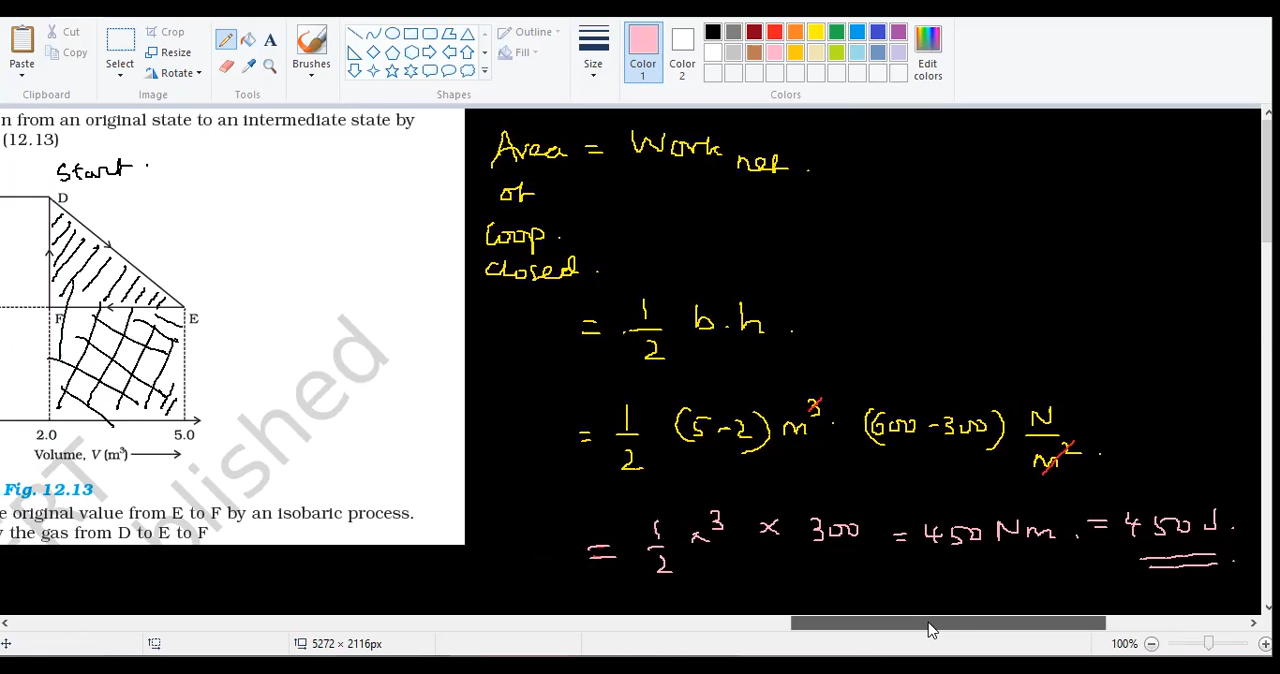 Cut
Copy
Paste
Clipboard
Select
Crop
Resize
Rotate
Image
A
Tools
Brushes
Outline
Fill
Shapes
Size
Color
1
Color
2
Edit
colors
Colors
n from an original state to an intermediate state by
(12.13)
Start .
D
F
E
2.0
5.0
Volume, V (m³)
Fig. 12.13
e original value from E to F by an isobaric process.
y the gas from D to E to F
RT
blished
Area = Work net .
of
Loop .
closed .
= 1/2 b . h .
= 1/2 (5 - 2) m³ . (600 - 300) N/m² .
= 1/2 x 3 × 300 = 450 Nm . = 450 J .
5272 × 2116px
100%